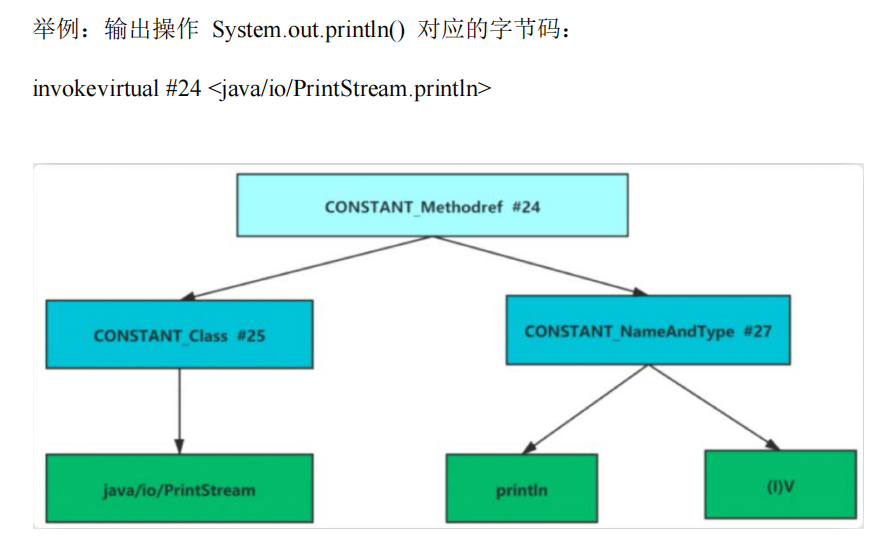 举例：输出操作 System.out.println() 对应的字节码：
invokevirtual #24 <java/io/PrintStream.println>
CONSTANT_Methodref #24
CONSTANT_Class #25
CONSTANT_NameAndType #27
java/io/PrintStream
println
(I)V